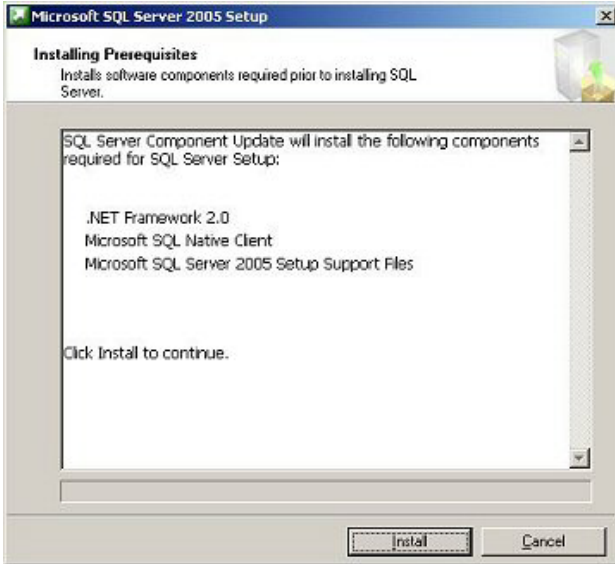 Microsoft SQL Server 2005 Setup
Installing Prerequisites
Installs software components required prior to installing SQL
Server.
SQL Server Component Update will install the following components
required for SQL Server Setup:
.NET Framework 2.0
Microsoft SQL Native Client
Microsoft SQL Server 2005 Setup Support Files
Click Install to continue.
Install
Cancel